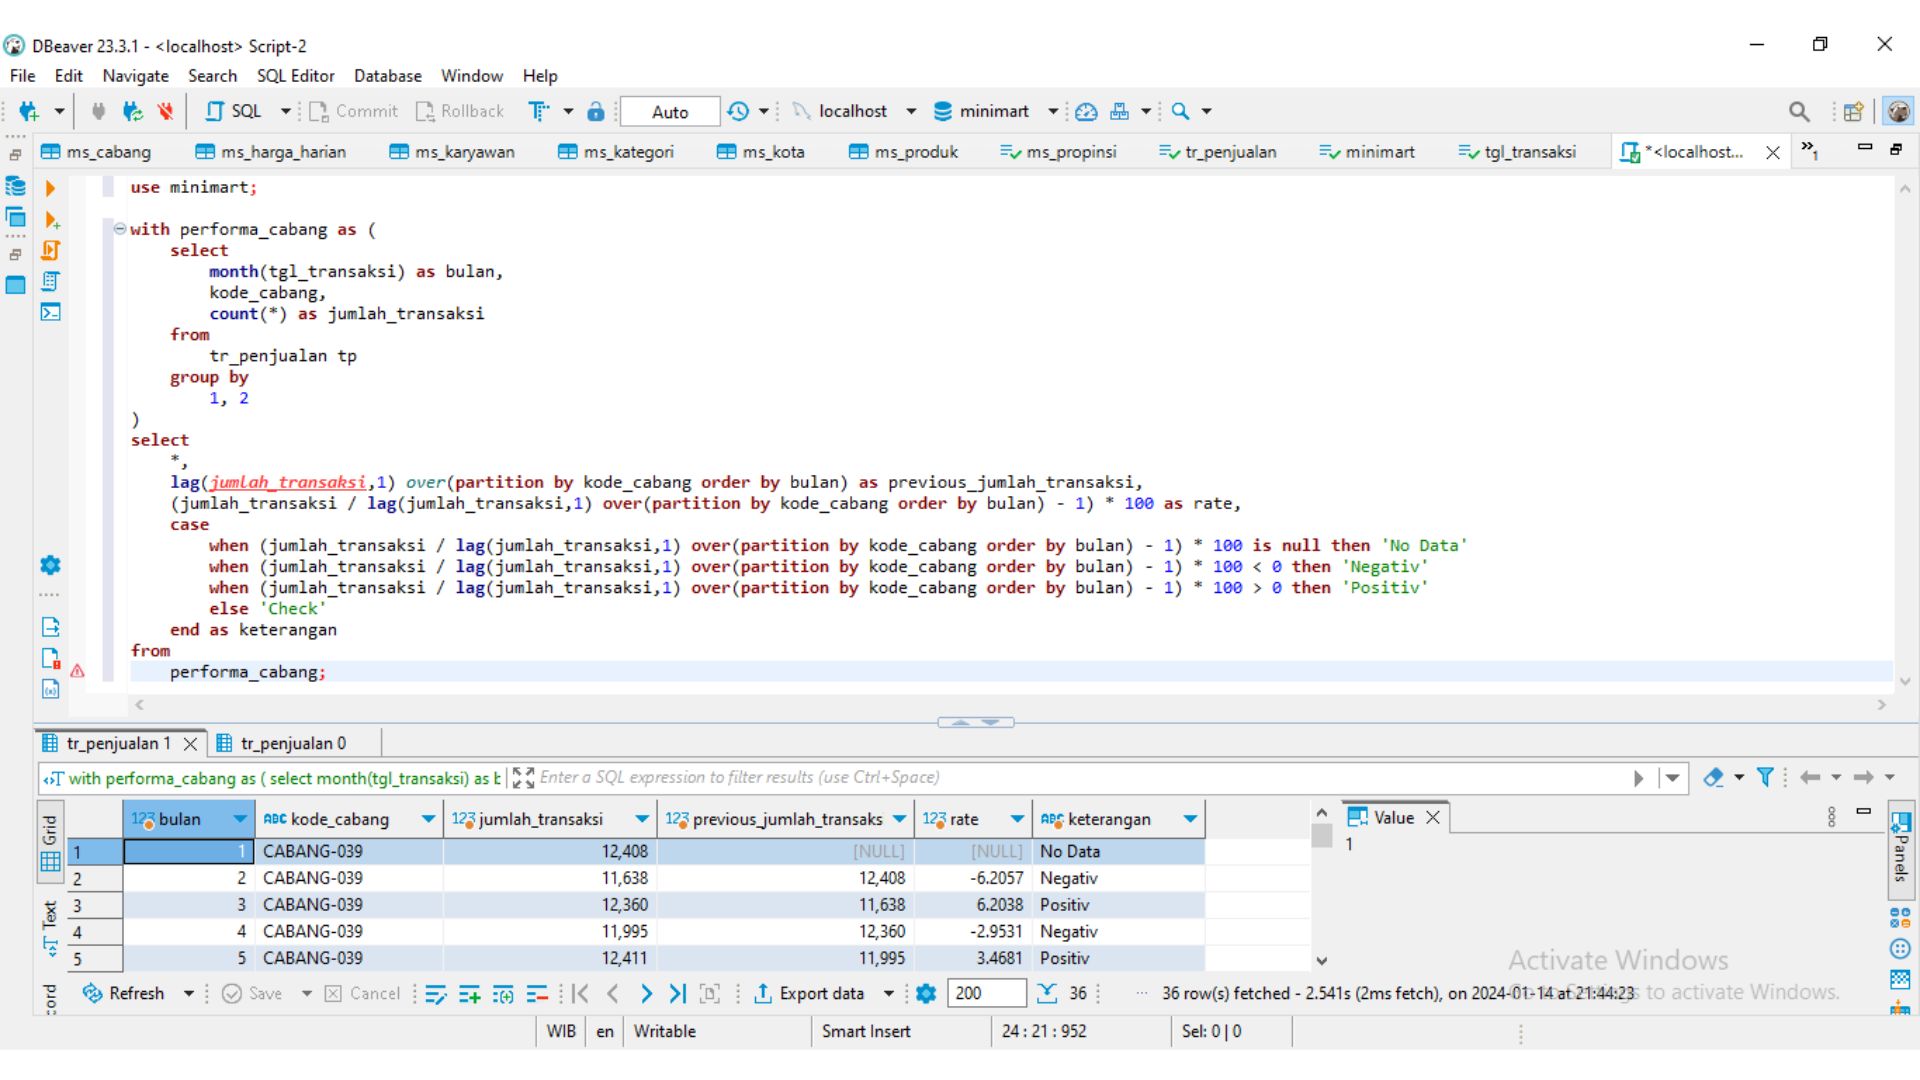 DBeaver 23.3.1 - <localhost> Script-2
File Edit Navigate Search SQL Editor Database Window Help
SQL Commit Rollback Auto localhost minimart
ms_cabang ms_harga_harian ms_karyawan ms_kategori ms_kota ms_produk ms_propinsi tr_penjualan minimart tgl_transaksi *<localhost... »1
use minimart;
with performa_cabang as (
select
month(tgl_transaksi) as bulan,
kode_cabang,
count(*) as jumlah_transaksi
from
tr_penjualan tp
group by
1, 2
)
select
*,
lag(jumlah_transaksi,1) over(partition by kode_cabang order by bulan) as previous_jumlah_transaksi,
(jumlah_transaksi / lag(jumlah_transaksi,1) over(partition by kode_cabang order by bulan) - 1) * 100 as rate,
case
when (jumlah_transaksi / lag(jumlah_transaksi,1) over(partition by kode_cabang order by bulan) - 1) * 100 is null then 'No Data'
when (jumlah_transaksi / lag(jumlah_transaksi,1) over(partition by kode_cabang order by bulan) - 1) * 100 < 0 then 'Negativ'
when (jumlah_transaksi / lag(jumlah_transaksi,1) over(partition by kode_cabang order by bulan) - 1) * 100 > 0 then 'Positiv'
else 'Check'
end as keterangan
from
performa_cabang;
tr_penjualan 1 tr_penjualan 0
with performa_cabang as ( select month(tgl_transaksi) as b Enter a SQL expression to filter results (use Ctrl+Space)
Grid
Text
123 bulan ABC kode_cabang 123 jumlah_transaksi 123 previous_jumlah_transaks 123 rate ABC keterangan
1 1 CABANG-039 12,408 [NULL] [NULL] No Data
2 2 CABANG-039 11,638 12,408 -6.2057 Negativ
3 3 CABANG-039 12,360 11,638 6.2038 Positiv
4 4 CABANG-039 11,995 12,360 -2.9531 Negativ
5 5 CABANG-039 12,411 11,995 3.4681 Positiv
Value
1
Panels
Activate Windows
Refresh Save Cancel Export data 200 36 36 row(s) fetched - 2.541s (2ms fetch), on 2024-01-14 at 21:44:23
to activate Windows.
WIB en Writable Smart Insert 24 : 21 : 952 Sel: 0 | 0